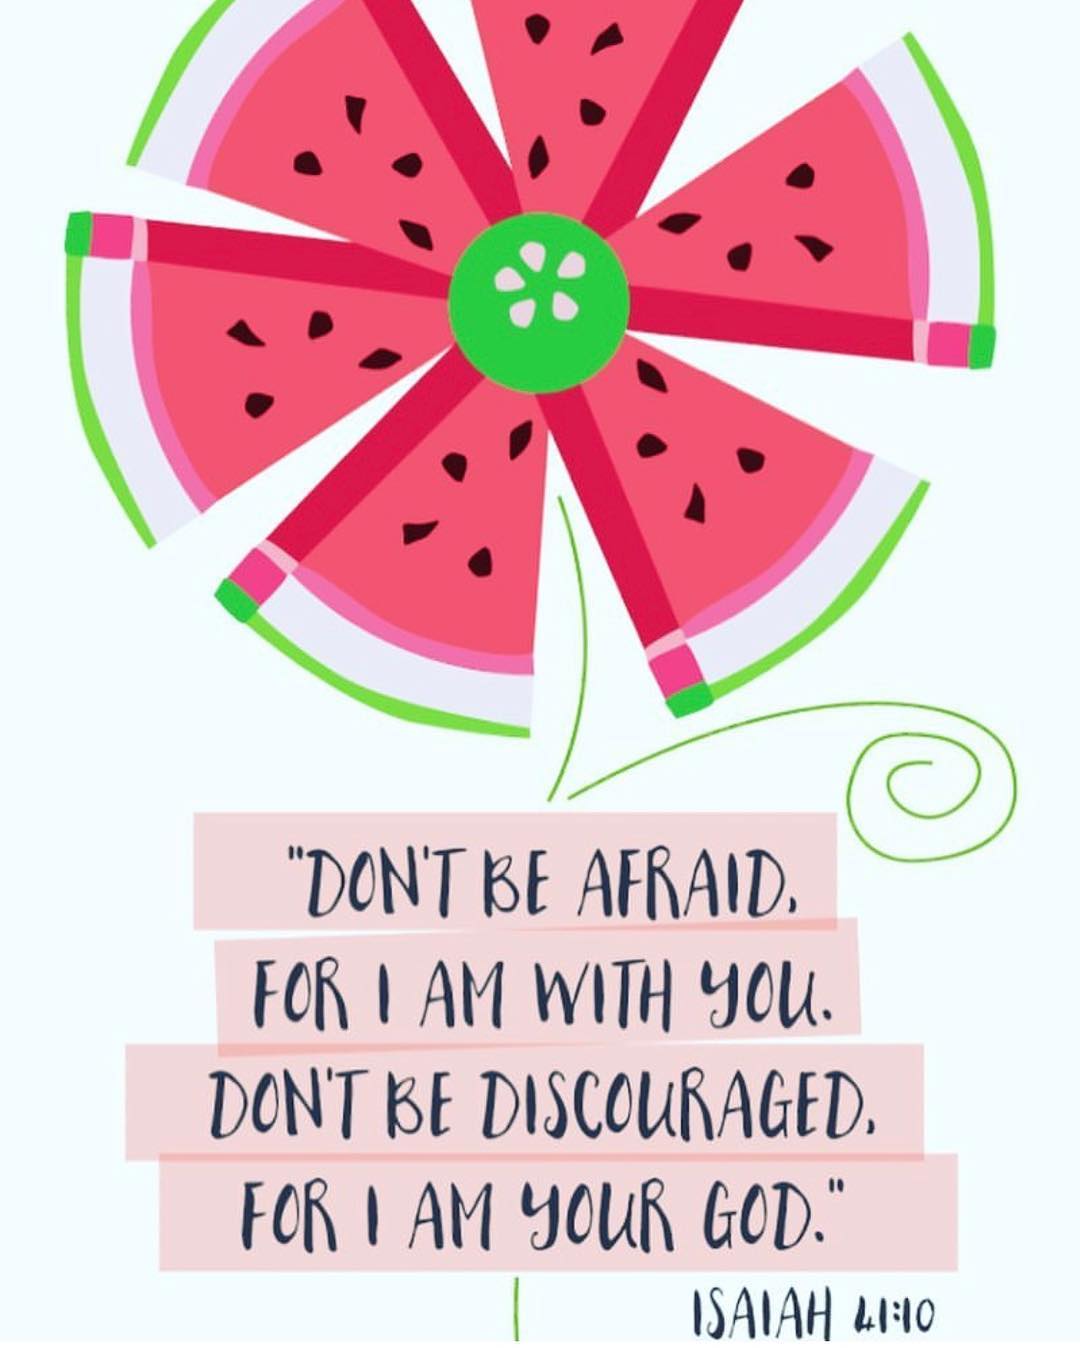 "DON'T BE AFRAID,
FOR I AM WITH YOU.
DON'T BE DISCOURAGED,
FOR I AM YOUR GOD."
ISAIAH 41:10